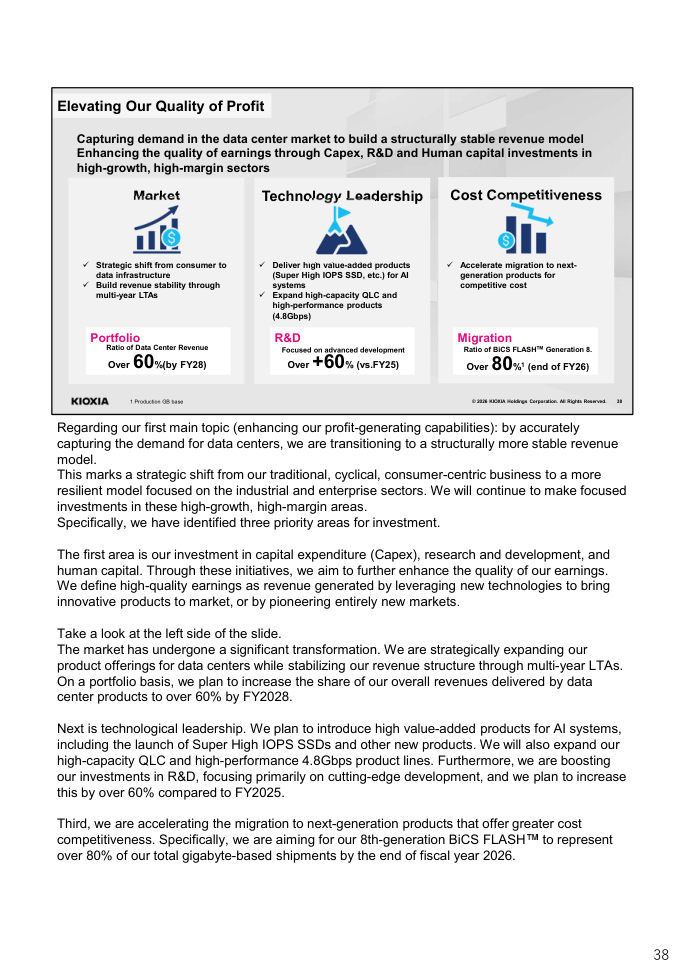 Elevating Our Quality of Profit
Capturing demand in the data center market to build a structurally stable revenue model
Enhancing the quality of earnings through Capex, R&D and Human capital investments in
high-growth, high-margin sectors
Market
✓ Strategic shift from consumer to
data infrastructure
✓ Build revenue stability through
multi-year LTAs
Portfolio
Ratio of Data Center Revenue
Over 60%(by FY28)
Technology Leadership
✓ Deliver high value-added products
(Super High IOPS SSD, etc.) for AI
systems
✓ Expand high-capacity QLC and
high-performance products
(4.8Gbps)
R&D
Focused on advanced development
Over +60% (vs.FY25)
Cost Competitiveness
✓ Accelerate migration to next-
generation products for
competitive cost
Migration
Ratio of BiCS FLASH™ Generation 8.
Over 80%¹ (end of FY26)
KIOXIA
1 Production GB base
© 2026 KIOXIA Holdings Corporation. All Rights Reserved.
38
Regarding our first main topic (enhancing our profit-generating capabilities): by accurately
capturing the demand for data centers, we are transitioning to a structurally more stable revenue
model.
This marks a strategic shift from our traditional, cyclical, consumer-centric business to a more
resilient model focused on the industrial and enterprise sectors. We will continue to make focused
investments in these high-growth, high-margin areas.
Specifically, we have identified three priority areas for investment.
The first area is our investment in capital expenditure (Capex), research and development, and
human capital. Through these initiatives, we aim to further enhance the quality of our earnings.
We define high-quality earnings as revenue generated by leveraging new technologies to bring
innovative products to market, or by pioneering entirely new markets.
Take a look at the left side of the slide.
The market has undergone a significant transformation. We are strategically expanding our
product offerings for data centers while stabilizing our revenue structure through multi-year LTAs.
On a portfolio basis, we plan to increase the share of our overall revenues delivered by data
center products to over 60% by FY2028.
Next is technological leadership. We plan to introduce high value-added products for AI systems,
including the launch of Super High IOPS SSDs and other new products. We will also expand our
high-capacity QLC and high-performance 4.8Gbps product lines. Furthermore, we are boosting
our investments in R&D, focusing primarily on cutting-edge development, and we plan to increase
this by over 60% compared to FY2025.
Third, we are accelerating the migration to next-generation products that offer greater cost
competitiveness. Specifically, we are aiming for our 8th-generation BiCS FLASH™ to represent
over 80% of our total gigabyte-based shipments by the end of fiscal year 2026.
38